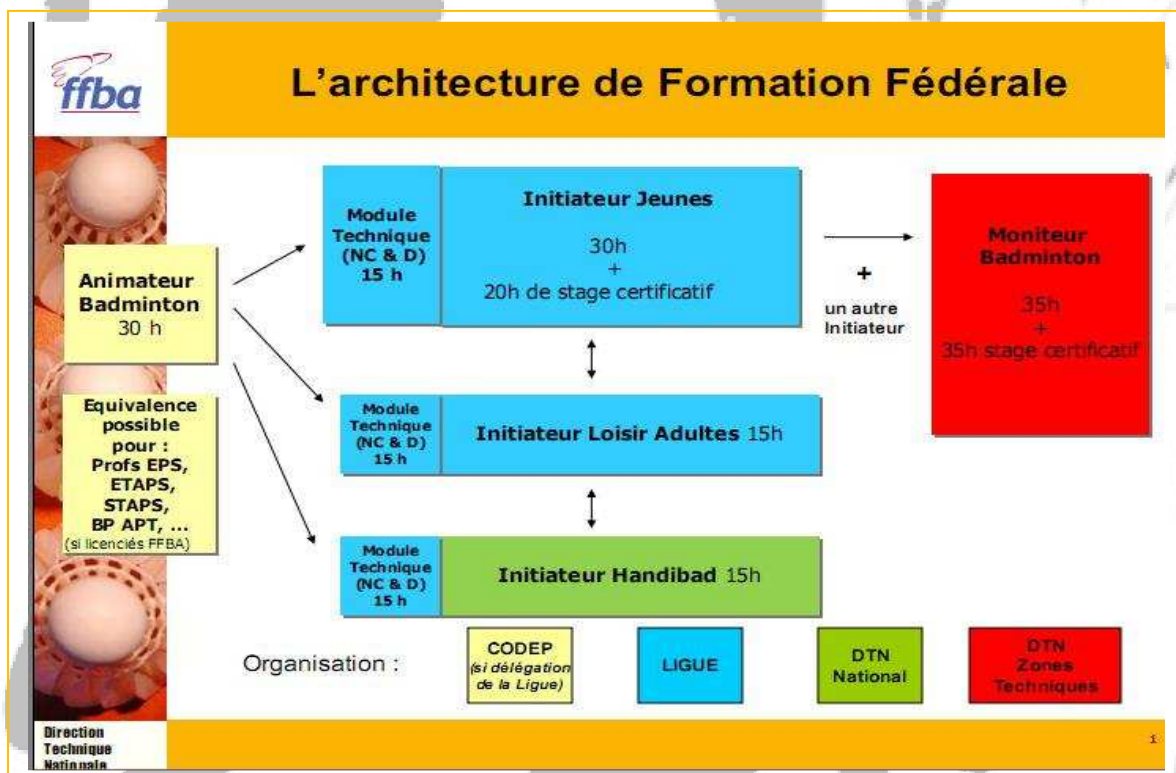 ffba
L'architecture de Formation Fédérale
Animateur
Badminton
30 h
Equivalence
possible
pour :
Profs EPS,
ETAPS,
STAPS,
BP APT, ...
(si licenciés FFBA)
Module
Technique
(NC & D)
15 h
Initiateur Jeunes
30h
+
20h de stage certificatif
+
un autre
Initiateur
Moniteur
Badminton
35h
+
35h stage certificatif
Module
Technique
(NC & D)
15 h
Initiateur Loisir Adultes 15h
Module
Technique
(NC & D)
15 h
Initiateur Handibad 15h
Organisation :
CODEP
(si délégation
de la Ligue)
LIGUE
DTN
National
DTN
Zones
Techniques
Direction
Technique
Nationale
1